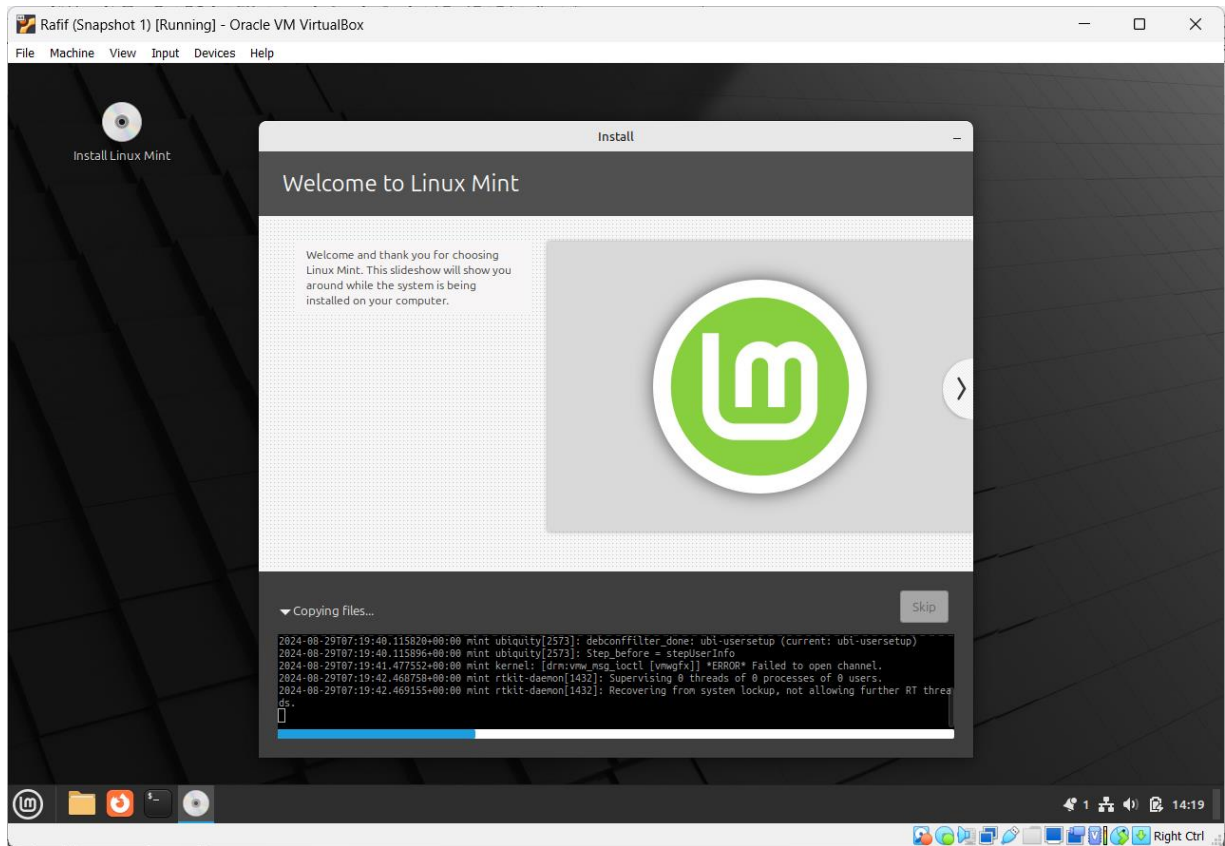 Rafif (Snapshot 1) [Running] - Oracle VM VirtualBox
File Machine View Input Devices Help
Install Linux Mint
Install
Welcome to Linux Mint
Welcome and thank you for choosing
Linux Mint. This slideshow will show you
around while the system is being
installed on your computer.
Copying files...
Skip
2024-08-29T07:19:40.115820+00:00 mint ubiquity[2573]: debconffilter_done: ubi-usersetup (current: ubi-usersetup)
2024-08-29T07:19:40.115896+00:00 mint ubiquity[2573]: Step_before = stepUserInfo
2024-08-29T07:19:41.477552+00:00 mint kernel: [drm:vmw_msg_ioctl [vmwgfx]] *ERROR* Failed to open channel.
2024-08-29T07:19:42.468758+00:00 mint rtkit-daemon[1432]: Supervising 0 threads of 0 processes of 0 users.
2024-08-29T07:19:42.469155+00:00 mint rtkit-daemon[1432]: Recovering from system lockup, not allowing further RT threa
ds.
1
14:19
Right Ctrl